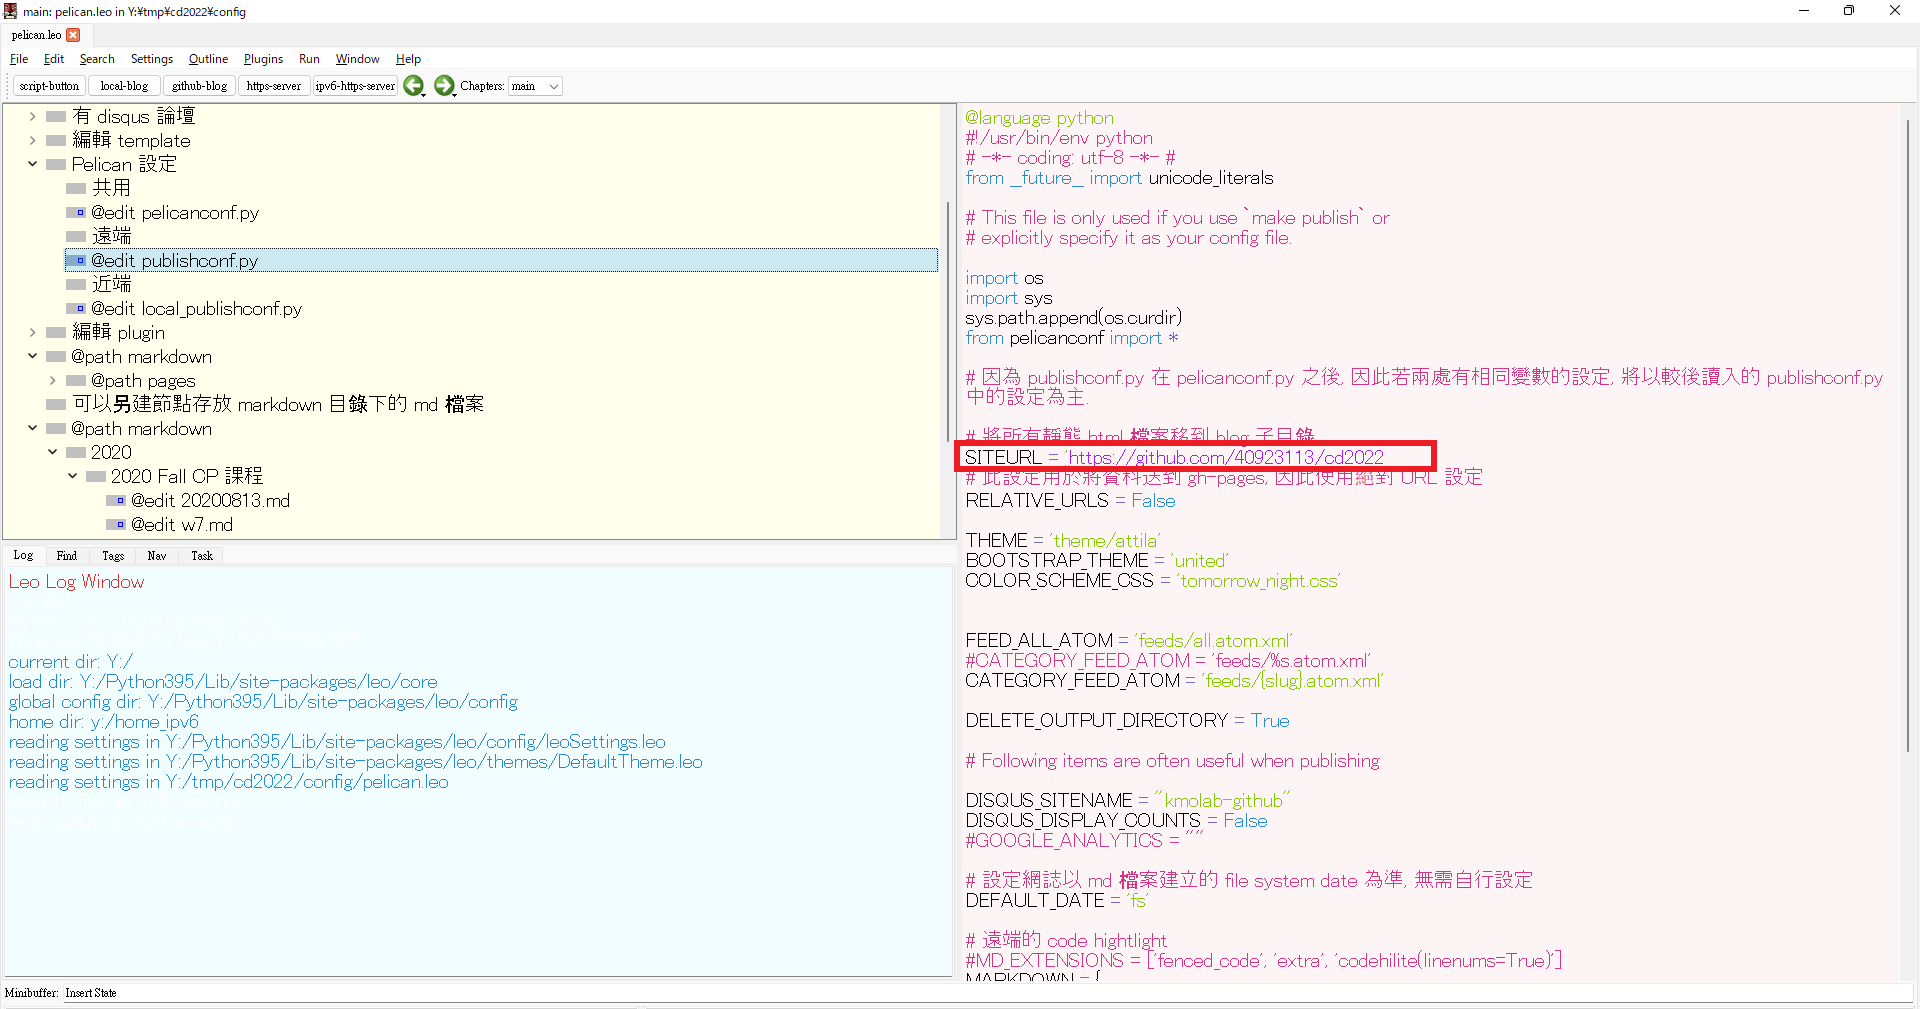 main: pelican.leo in Y:¥tmp¥cd2022¥config
pelican.leo
File Edit Search Settings Outline Plugins Run Window Help
script-button local-blog github-blog https-server ipv6-https-server Chapters: main
有 disqus 論壇
編輯 template
Pelican 設定
共用
@edit pelicanconf.py
遠端
@edit publishconf.py
近端
@edit local_publishconf.py
編輯 plugin
@path markdown
@path pages
可以另建節點存放 markdown 目錄下的 md 檔案
@path markdown
2020
2020 Fall CP 課程
@edit 20200813.md
@edit w7.md
Log Find Tags Nav Task
Leo Log Window
current dir: Y:/
load dir: Y:/Python395/Lib/site-packages/leo/core
global config dir: Y:/Python395/Lib/site-packages/leo/config
home dir: y:/home_ipv6
reading settings in Y:/Python395/Lib/site-packages/leo/config/leoSettings.leo
reading settings in Y:/Python395/Lib/site-packages/leo/themes/DefaultTheme.leo
reading settings in Y:/tmp/cd2022/config/pelican.leo
@language python
#!/usr/bin/env python
# -*- coding: utf-8 -*- #
from __future__ import unicode_literals
# This file is only used if you use `make publish` or
# explicitly specify it as your config file.
import os
import sys
sys.path.append(os.curdir)
from pelicanconf import *
# 因為 publishconf.py 在 pelicanconf.py 之後, 因此若兩處有相同變數的設定, 將以較後讀入的 publishconf.py
中的設定為主.
# 將所有靜態 html 檔案移到 blog 子目錄
SITEURL = 'https://github.com/40923113/cd2022
# 此設定用於將資料送到 gh-pages, 因此使用絕對 URL 設定
RELATIVE_URLS = False
THEME = 'theme/attila'
BOOTSTRAP_THEME = 'united'
COLOR_SCHEME_CSS = 'tomorrow_night.css'
FEED_ALL_ATOM = 'feeds/all.atom.xml'
#CATEGORY_FEED_ATOM = 'feeds/%s.atom.xml'
CATEGORY_FEED_ATOM = 'feeds/{slug}.atom.xml'
DELETE_OUTPUT_DIRECTORY = True
# Following items are often useful when publishing
DISQUS_SITENAME = "kmolab-github"
DISQUS_DISPLAY_COUNTS = False
#GOOGLE_ANALYTICS = ""
# 設定網誌以 md 檔案建立的 file system date 為準, 無需自行設定
DEFAULT_DATE = 'fs'
# 遠端的 code hightlight
#MD_EXTENSIONS = ['fenced_code', 'extra', 'codehilite(linenums=True)']
MARKDOWN = {
Minibuffer: Insert State